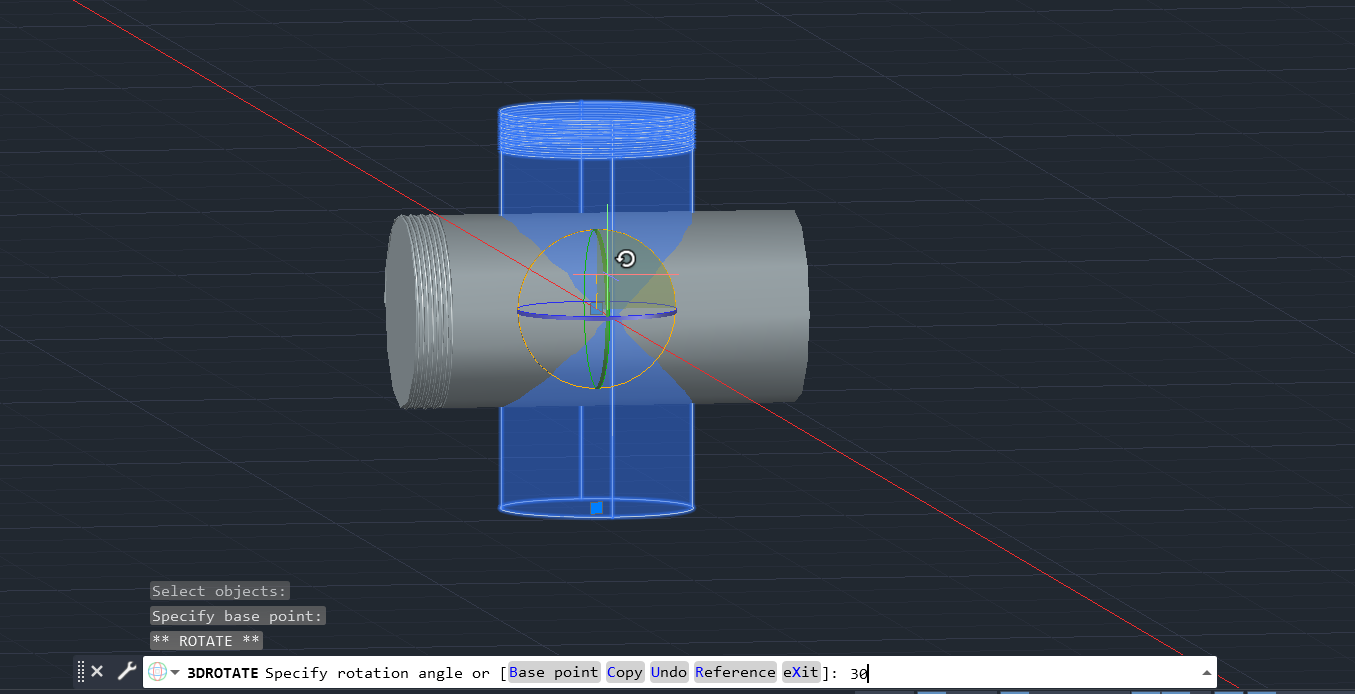 Select objects:
Specify base point:
** ROTATE **
3DROTATE Specify rotation angle or [Base point Copy Undo Reference eXit]: 30